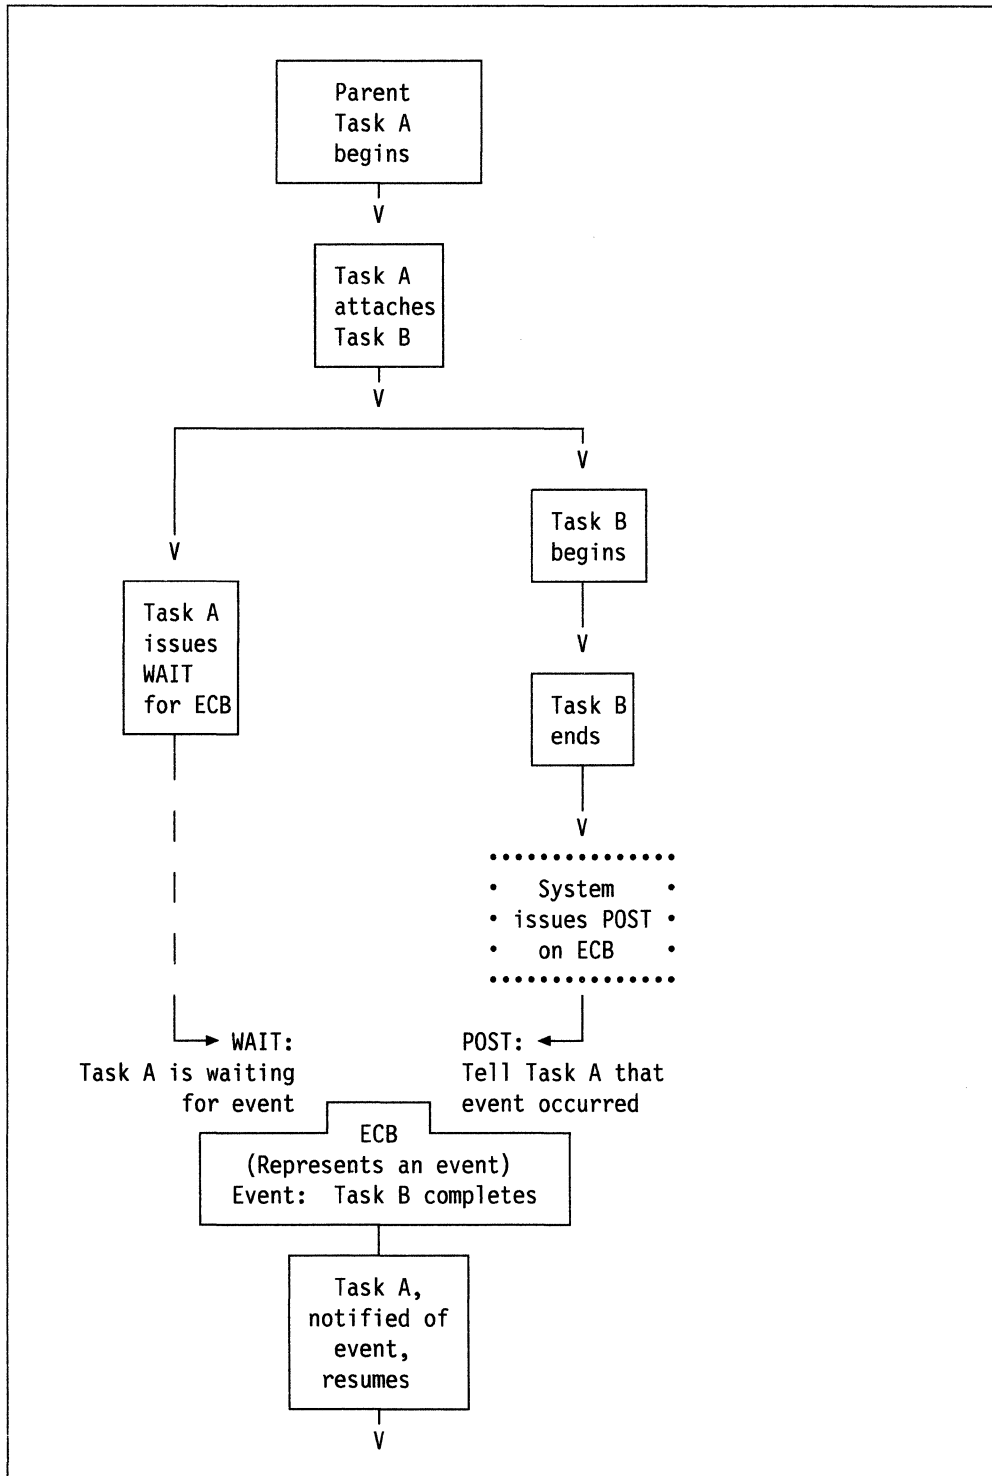 Parent
Task A
begins
V
Task A
attaches
Task B
V
V
Task B
begins
V
Task A
issues
WAIT
for ECB
V
Task B
ends
V
System
issues POST
on ECB
WAIT:
Task A is waiting
for event
POST:
Tell Task A that
event occurred
ECB
(Represents an event)
Event: Task B completes
Task A,
notified of
event,
resumes
V